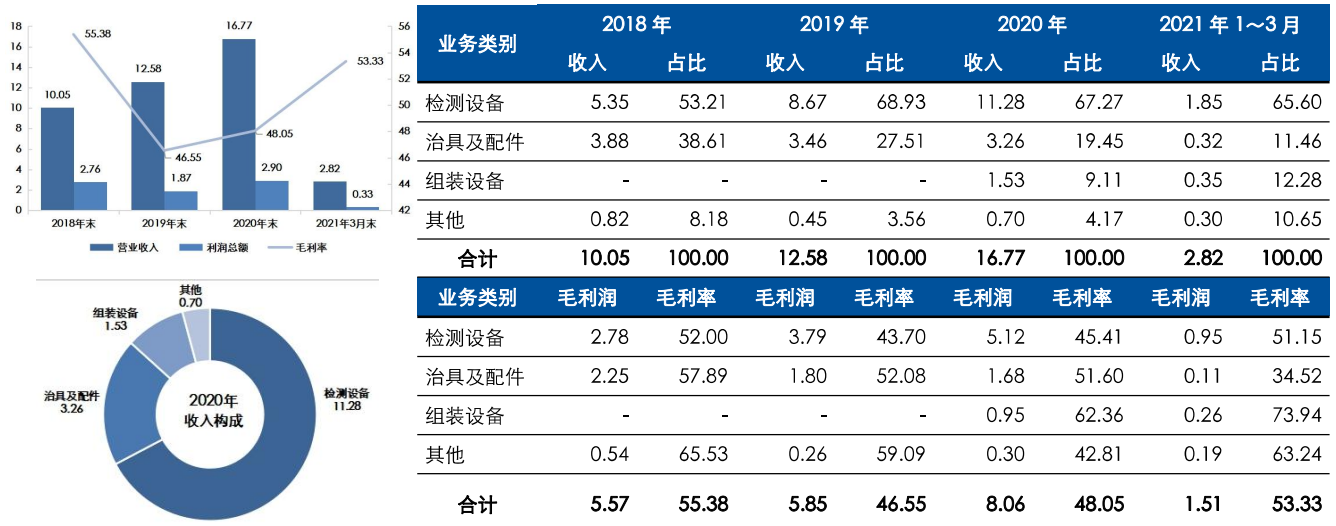 18
16
14
12
10
8
6
4
2
0
56
54
52
50
48
46
44
42
10.05
2.76
12.58
1.87
16.77
2.90
2.82
0.33
55.38
46.55
48.05
53.33
2018年末 2019年末 2020年末 2021年3月末
营业收入 利润总额 毛利率
其他
0.70
组装设备
1.53
治具及配件
3.26
检测设备
11.28
2020年
收入构成
业务类别 2018 年 2019 年 2020 年 2021 年 1～3 月
收入 占比 收入 占比 收入 占比 收入 占比
检测设备 5.35 53.21 8.67 68.93 11.28 67.27 1.85 65.60
治具及配件 3.88 38.61 3.46 27.51 3.26 19.45 0.32 11.46
组装设备 - - - - 1.53 9.11 0.35 12.28
其他 0.82 8.18 0.45 3.56 0.70 4.17 0.30 10.65
合计 10.05 100.00 12.58 100.00 16.77 100.00 2.82 100.00
业务类别 毛利润 毛利率 毛利润 毛利率 毛利润 毛利率 毛利润 毛利率
检测设备 2.78 52.00 3.79 43.70 5.12 45.41 0.95 51.15
治具及配件 2.25 57.89 1.80 52.08 1.68 51.60 0.11 34.52
组装设备 - - - - 0.95 62.36 0.26 73.94
其他 0.54 65.53 0.26 59.09 0.30 42.81 0.19 63.24
合计 5.57 55.38 5.85 46.55 8.06 48.05 1.51 53.33